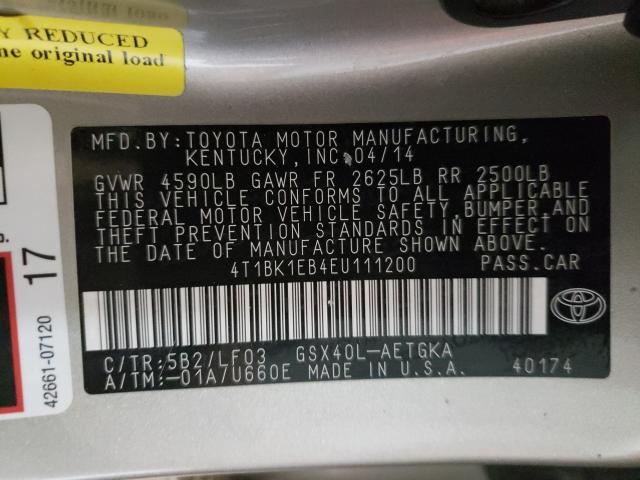 Y REDUCED
ne original load
MFD.BY:TOYOTA MOTOR MANUFACTURING,
KENTUCKY,INC. 04/14
GVWR 4590LB GAWR FR 2625LB RR 2500LB
THIS VEHICLE CONFORMS TO ALL APPLICABLE
FEDERAL MOTOR VEHICLE SAFETY,BUMPER,AND
THEFT PREVENTION STANDARDS IN EFFECT ON
THE DATE OF MANUFACTURE SHOWN ABOVE.
4T1BK1EB4EU111200 PASS.CAR
C/TR:5B2/LF03 GSX40L-AETGKA
A/TM:-01A/U660E MADE IN U.S.A. 40174
17
42661-07120